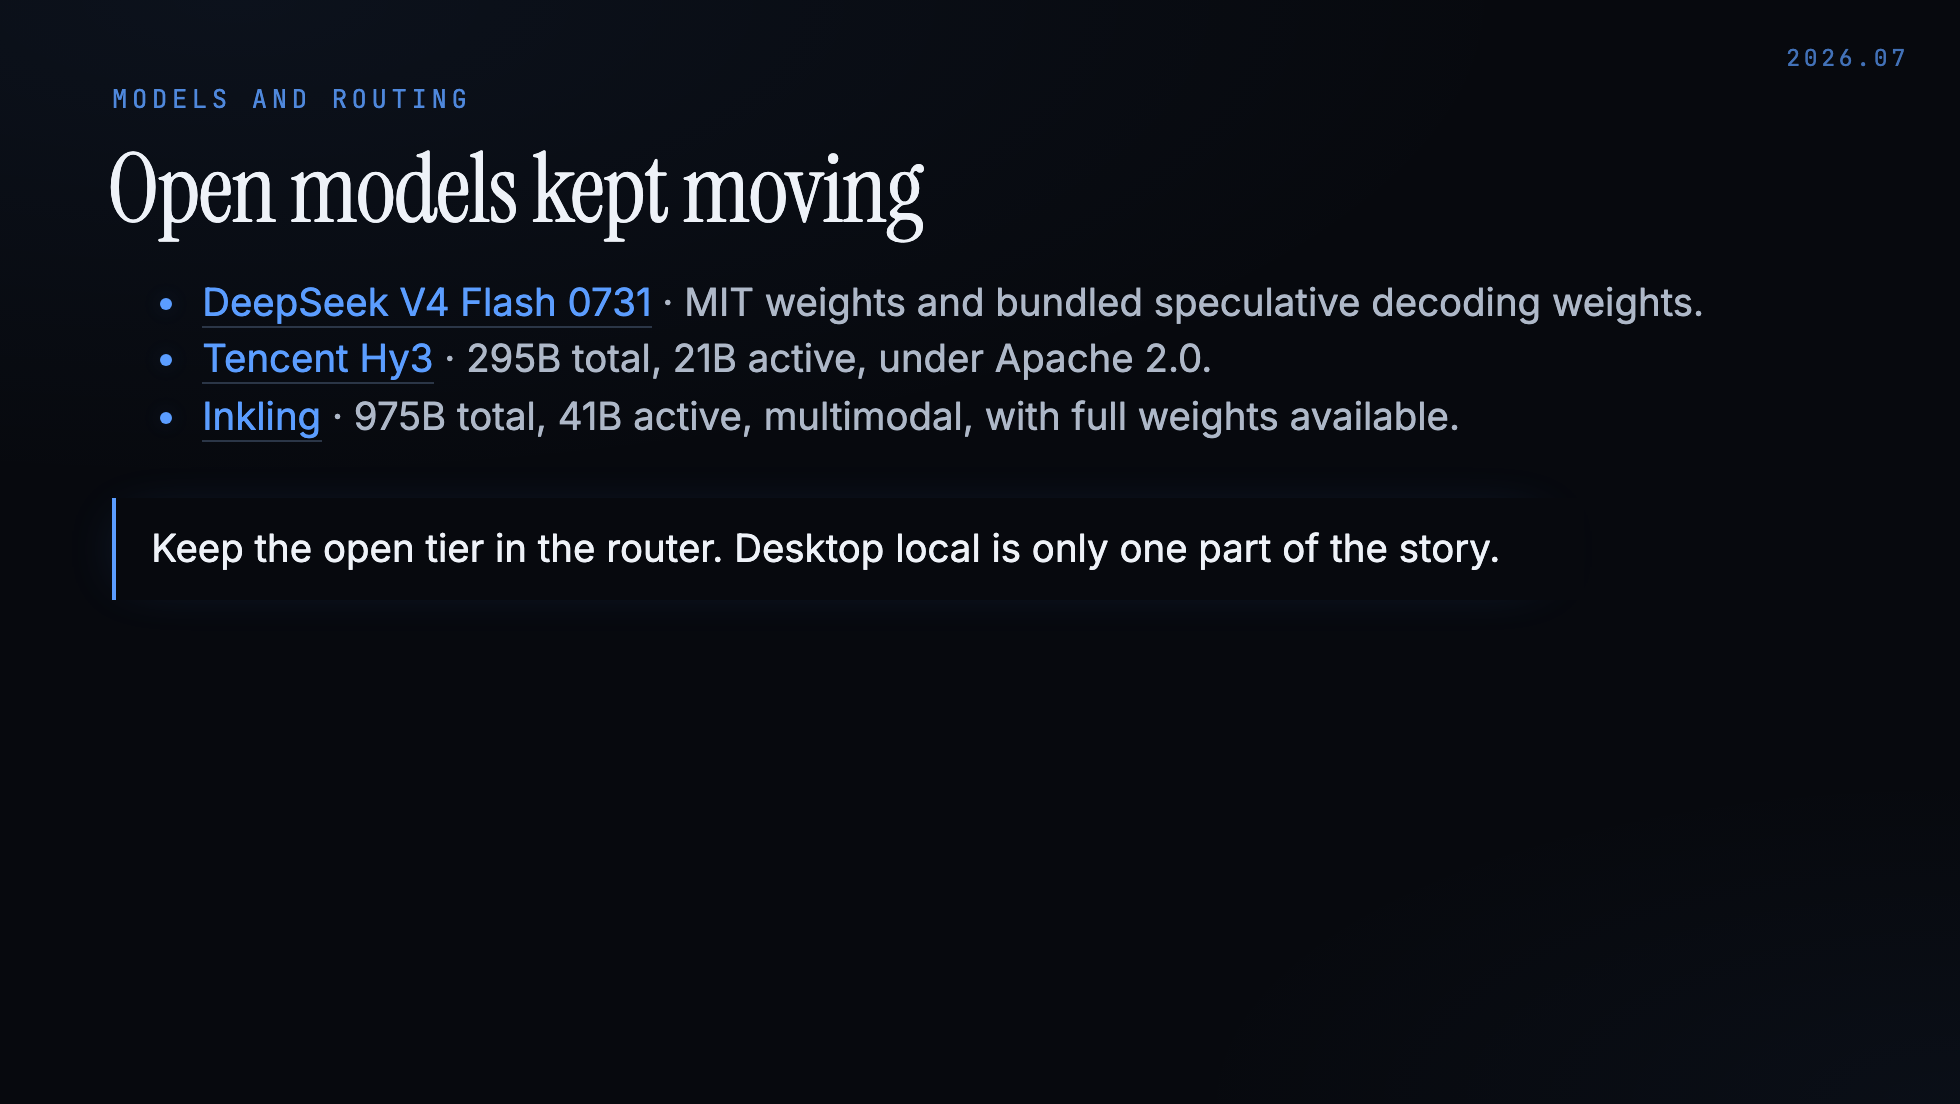 2026.07
MODELS AND ROUTING
Open models kept moving
• DeepSeek V4 Flash 0731 · MIT weights and bundled speculative decoding weights.
• Tencent Hy3 · 295B total, 21B active, under Apache 2.0.
• Inkling · 975B total, 41B active, multimodal, with full weights available.
Keep the open tier in the router. Desktop local is only one part of the story.